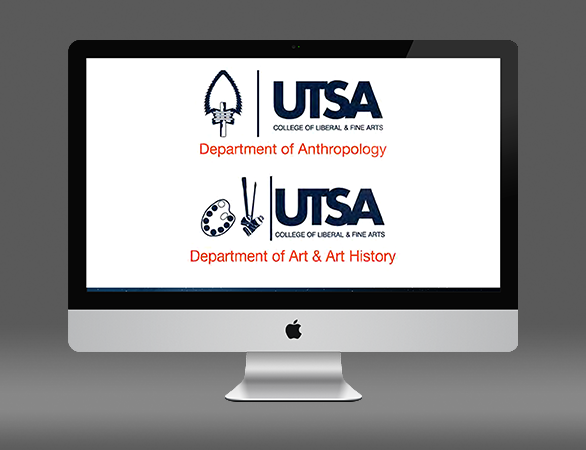 UTSA
COLLEGE OF LIBERAL & FINE ARTS
Department of Anthropology
UTSA
COLLEGE OF LIBERAL & FINE ARTS
Department of Art & Art History